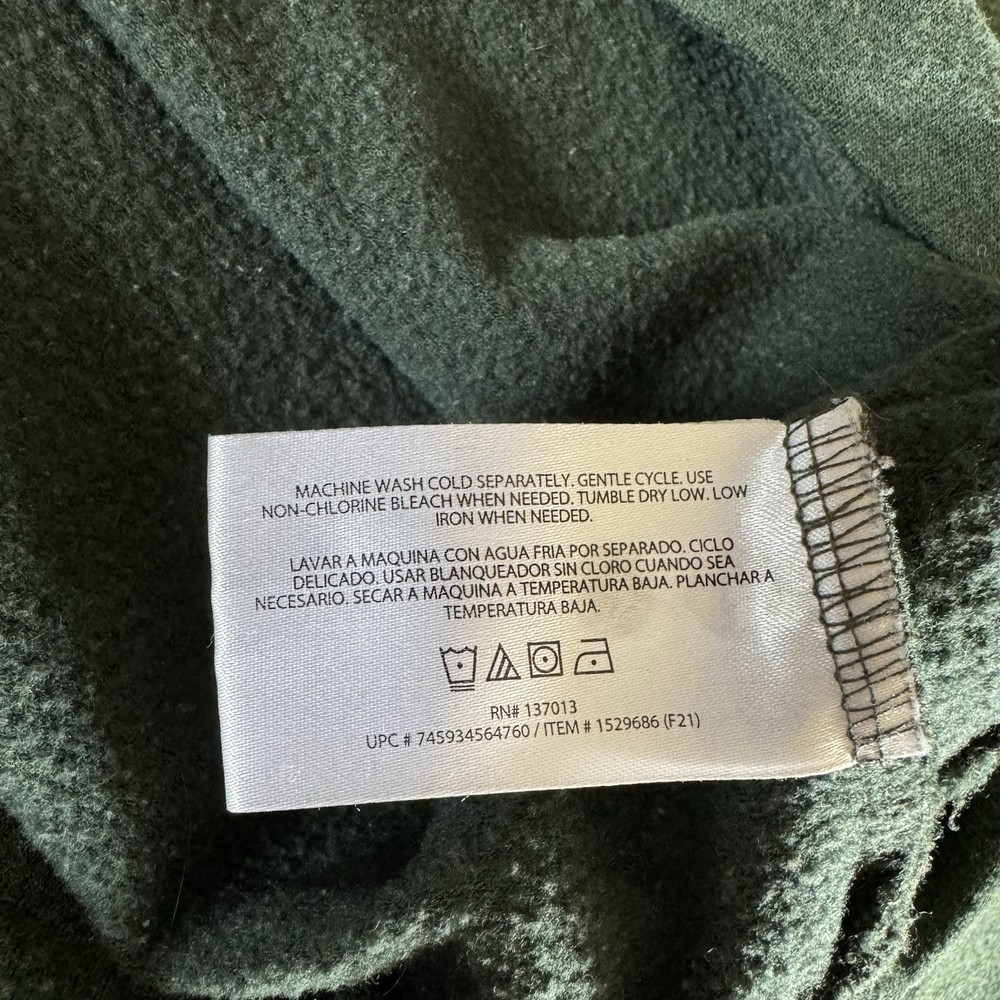 MACHINE WASH COLD SEPARATELY. GENTLE CYCLE. USE
NON-CHLORINE BLEACH WHEN NEEDED. TUMBLE DRY LOW. LOW
IRON WHEN NEEDED.
LAVAR A MAQUINA CON AGUA FRIA POR SEPARADO. CICLO
DELICADO. USAR BLANQUEADOR SIN CLORO CUANDO SEA
NECESARIO. SECAR A MAQUINA A TEMPERATURA BAJA. PLANCHAR A
TEMPERATURA BAJA.
RN# 137013
UPC # 745934564760 / ITEM # 1529686 (F21)